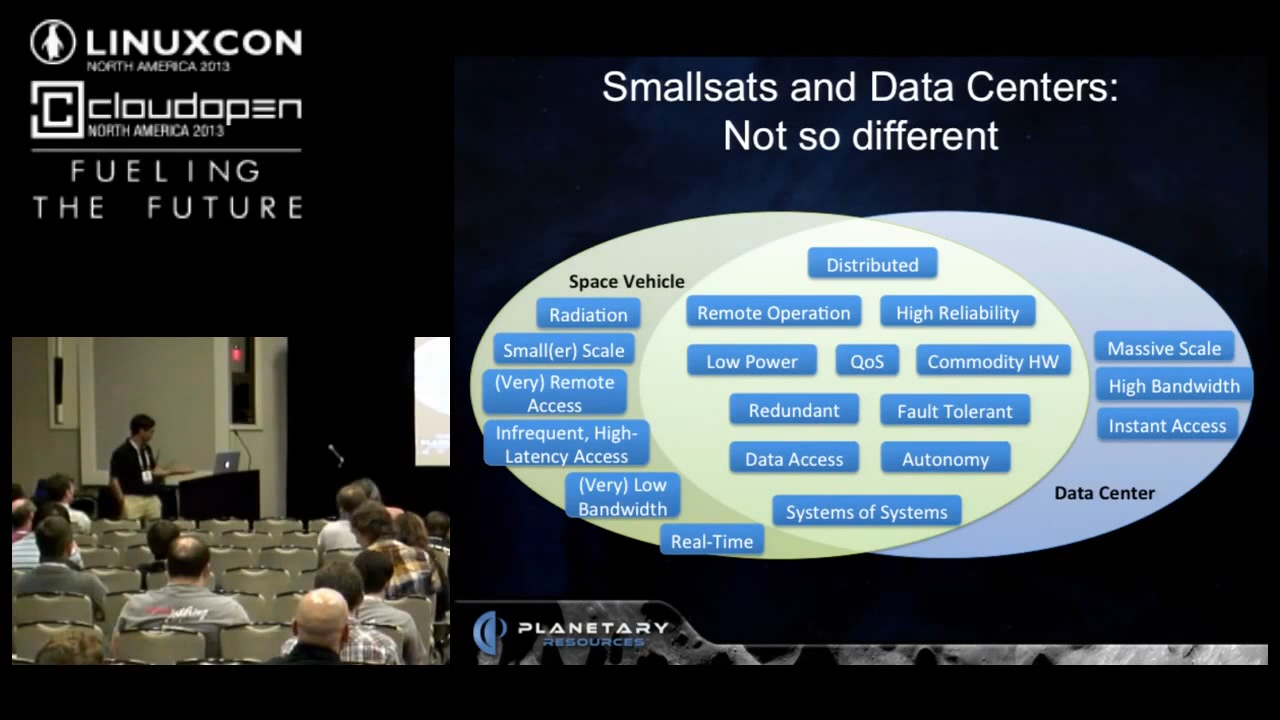 LINUXCON
NORTH AMERICA 2013
cloudopen
NORTH AMERICA 2013
FUELING
THE FUTURE
Smallsats and Data Centers:
Not so different
Space Vehicle
Radiation
Small(er) Scale
(Very) Remote
Access
Infrequent, High-
Latency Access
(Very) Low
Bandwidth
Real-Time
Distributed
Remote Operation
High Reliability
Low Power
QoS
Commodity HW
Redundant
Fault Tolerant
Data Access
Autonomy
Systems of Systems
Massive Scale
High Bandwidth
Instant Access
Data Center
PLANETARY
RESOURCES